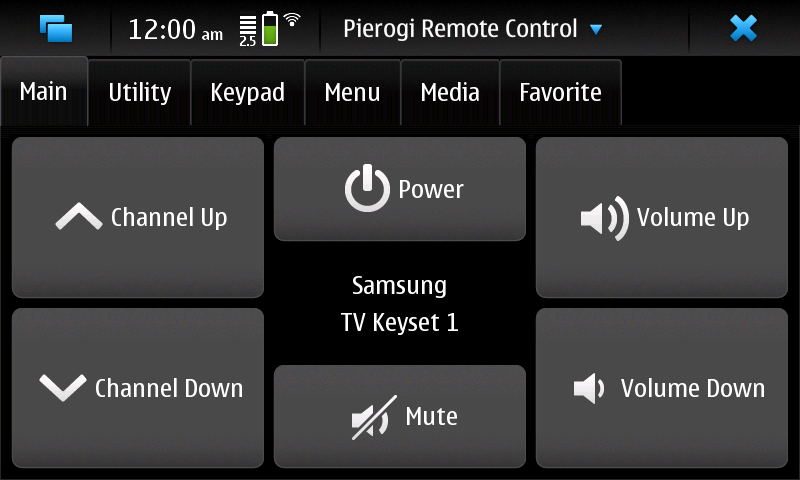 12:00 am
2.5
Pierogi Remote Control
Main
Utility
Keypad
Menu
Media
Favorite
Channel Up
Power
Volume Up
Samsung
TV Keyset 1
Channel Down
Mute
Volume Down